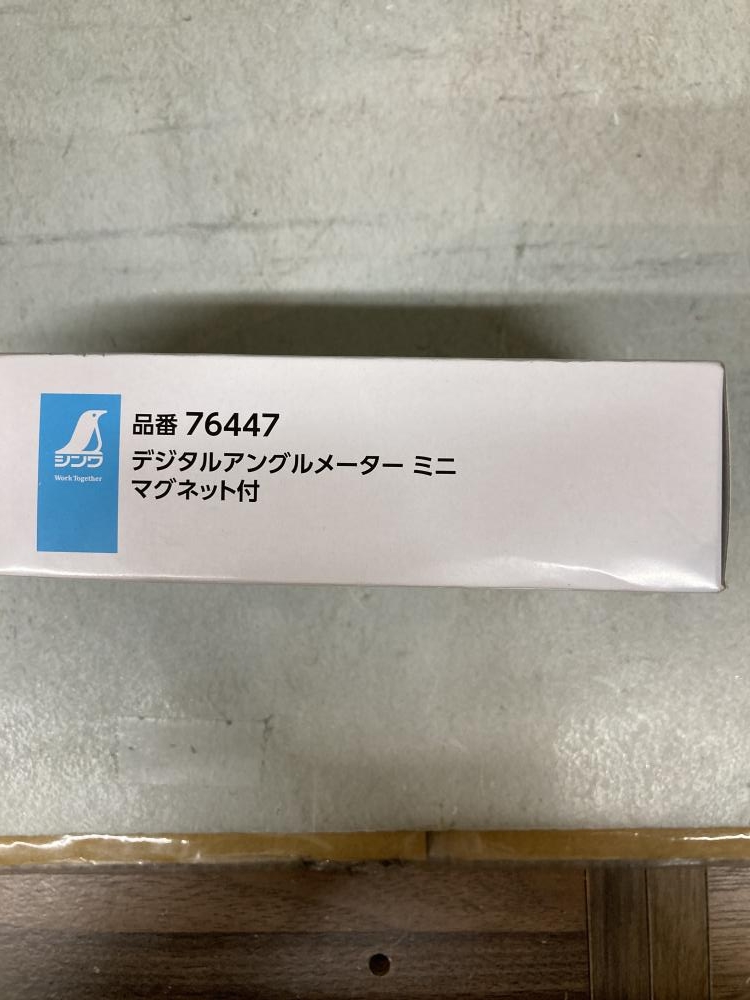 シンワ
Work Together
品番 76447
デジタルアングルメーター ミニ
マグネット付